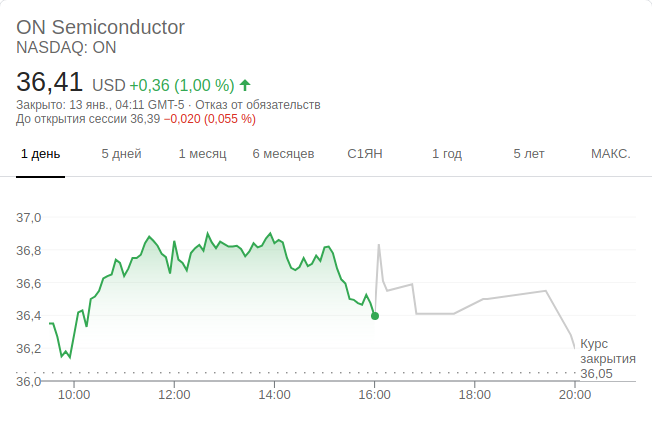 ON Semiconductor
NASDAQ: ON
36,41 USD +0,36 (1,00 %) ↑
Закрыто: 13 янв., 04:11 GMT-5 · Отказ от обязательств
До открытия сессии 36,39 −0,020 (0,055 %)
1 день 5 дней 1 месяц 6 месяцев С1ЯН 1 год 5 лет МАКС.
37,0
36,8
36,6
36,4
36,2
36,0
Курс
закрытия
36,05
10:00 12:00 14:00 16:00 18:00 20:00